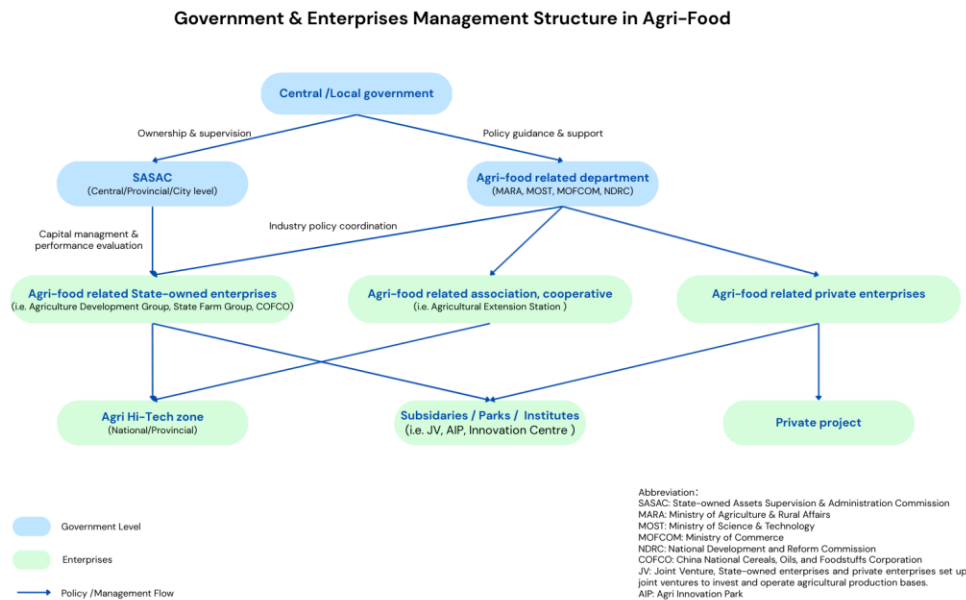 Government & Enterprises Management Structure in Agri-Food
Central /Local government
Ownership & supervision
Policy guidance & support
SASAC
(Central/Provincial/City level)
Agri-food related department
(MARA, MOST, MOFCOM, NDRC)
Capital managment &
performance evaluation
Industry policy coordination
Agri-food related State-owned enterprises
(i.e. Agriculture Development Group, State Farm Group, COFCO)
Agri-food related association, cooperative
(i.e. Agricultural Extension Station )
Agri-food related private enterprises
Agri Hi-Tech zone
(National/Provincial)
Subsidaries / Parks / Institutes
(i.e. JV, AIP, Innovation Centre )
Private project
Government Level
Enterprises
Policy /Management Flow
Abbreviation:
SASAC: State-owned Assets Supervision & Administration Commission
MARA: Ministry of Agriculture & Rural Affairs
MOST: Ministry of Science & Technology
MOFCOM: Ministry of Commerce
NDRC: National Development and Reform Commission
COFCO: China National Cereals, Oils, and Foodstuffs Corporation
JV: Joint Venture, State-owned enterprises and private enterprises set up
joint ventures to invest and operate agricultural production bases.
AIP: Agri Innovation Park